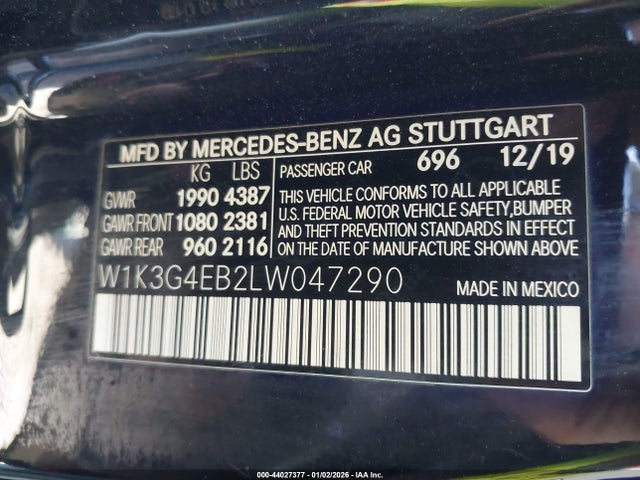 MFD BY MERCEDES-BENZ AG STUTTGART
KG LBS
PASSENGER CAR 696 12/19
GVWR 1990 4387
GAWR FRONT 1080 2381
GAWR REAR 960 2116
THIS VEHICLE CONFORMS TO ALL APPLICABLE
U.S. FEDERAL MOTOR VEHICLE SAFETY,BUMPER
AND THEFT PREVENTION STANDARDS IN EFFECT
ON THE DATE OF MANUFACTURE SHOWN ABOVE
W1K3G4EB2LW047290
MADE IN MEXICO
000-44027377 - 01/02/2026 - IAA Inc.